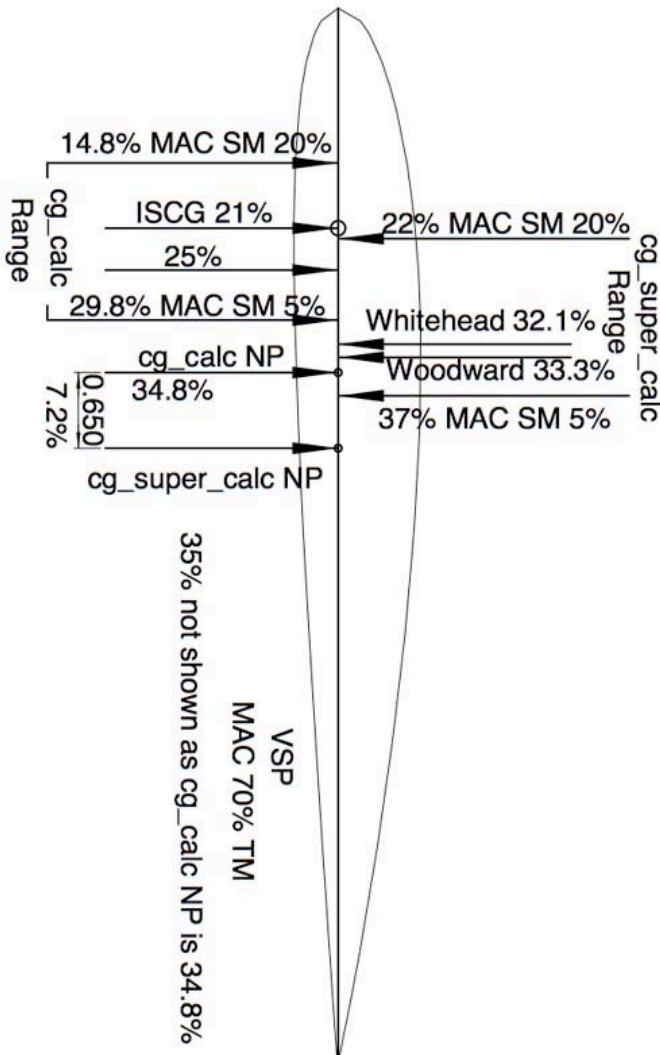 14.8% MAC SM 20%
ISCG 21%
25%
29.8% MAC SM 5%
cg_calc
Range
cg_calc NP
34.8%
0.650
7.2%
cg_super_calc NP
22% MAC SM 20%
cg_super_calc
Range
Whitehead 32.1%
Woodward 33.3%
37% MAC SM 5%
VSP
MAC 70% TM
35% not shown as cg_calc NP is 34.8%